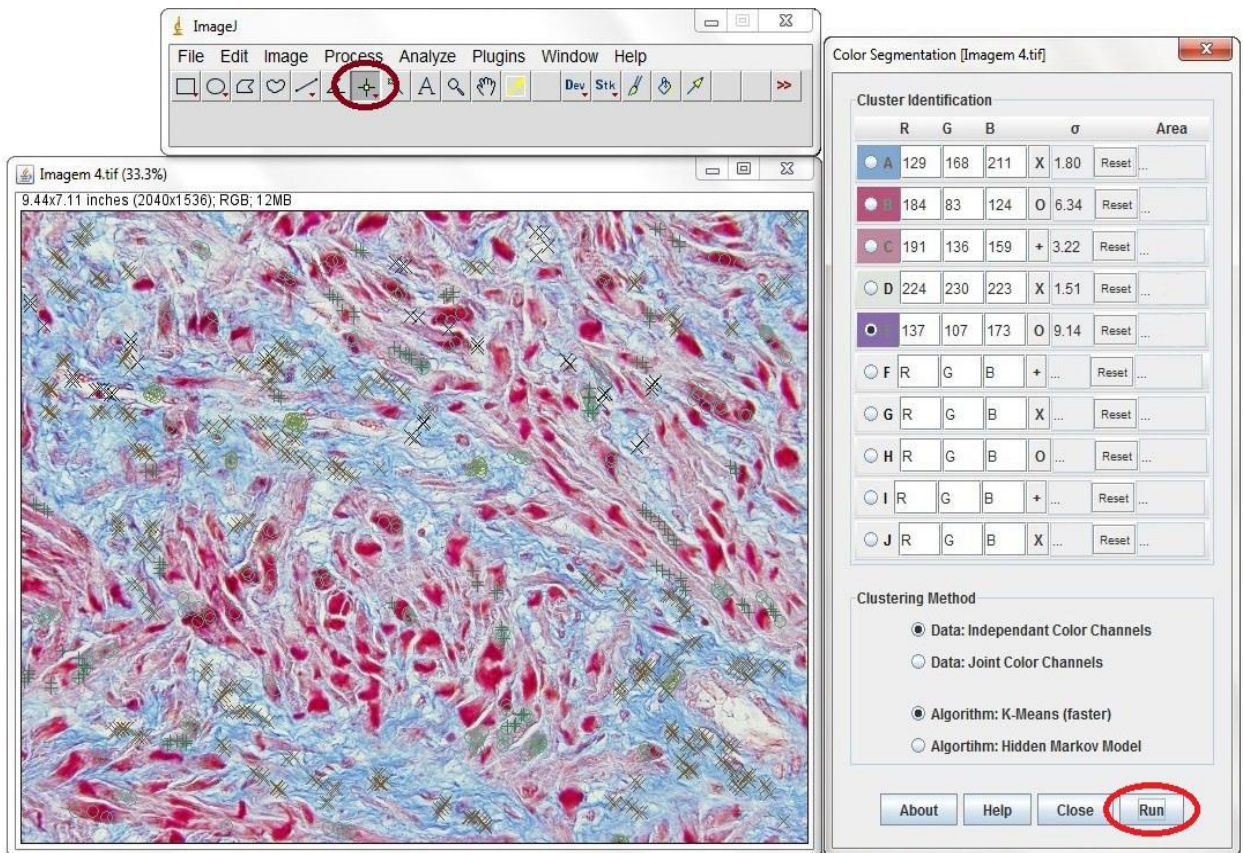 ImageJ
File Edit Image Process Analyze Plugins Window Help
A Dev Stk >>
Imagem 4.tif (33.3%)
9.44x7.11 inches (2040x1536); RGB; 12MB
Color Segmentation [Imagem 4.tif]
Cluster Identification
R G B σ Area
A 129 168 211 X 1.80 Reset ...
B 184 83 124 O 6.34 Reset ...
C 191 136 159 + 3.22 Reset ...
D 224 230 223 X 1.51 Reset ...
137 107 173 O 9.14 Reset ...
F R G B + ... Reset ...
G R G B X ... Reset ...
H R G B O ... Reset ...
I R G B + ... Reset ...
J R G B X ... Reset ...
Clustering Method
Data: Independant Color Channels
Data: Joint Color Channels
Algorithm: K-Means (faster)
Algortihm: Hidden Markov Model
About Help Close Run